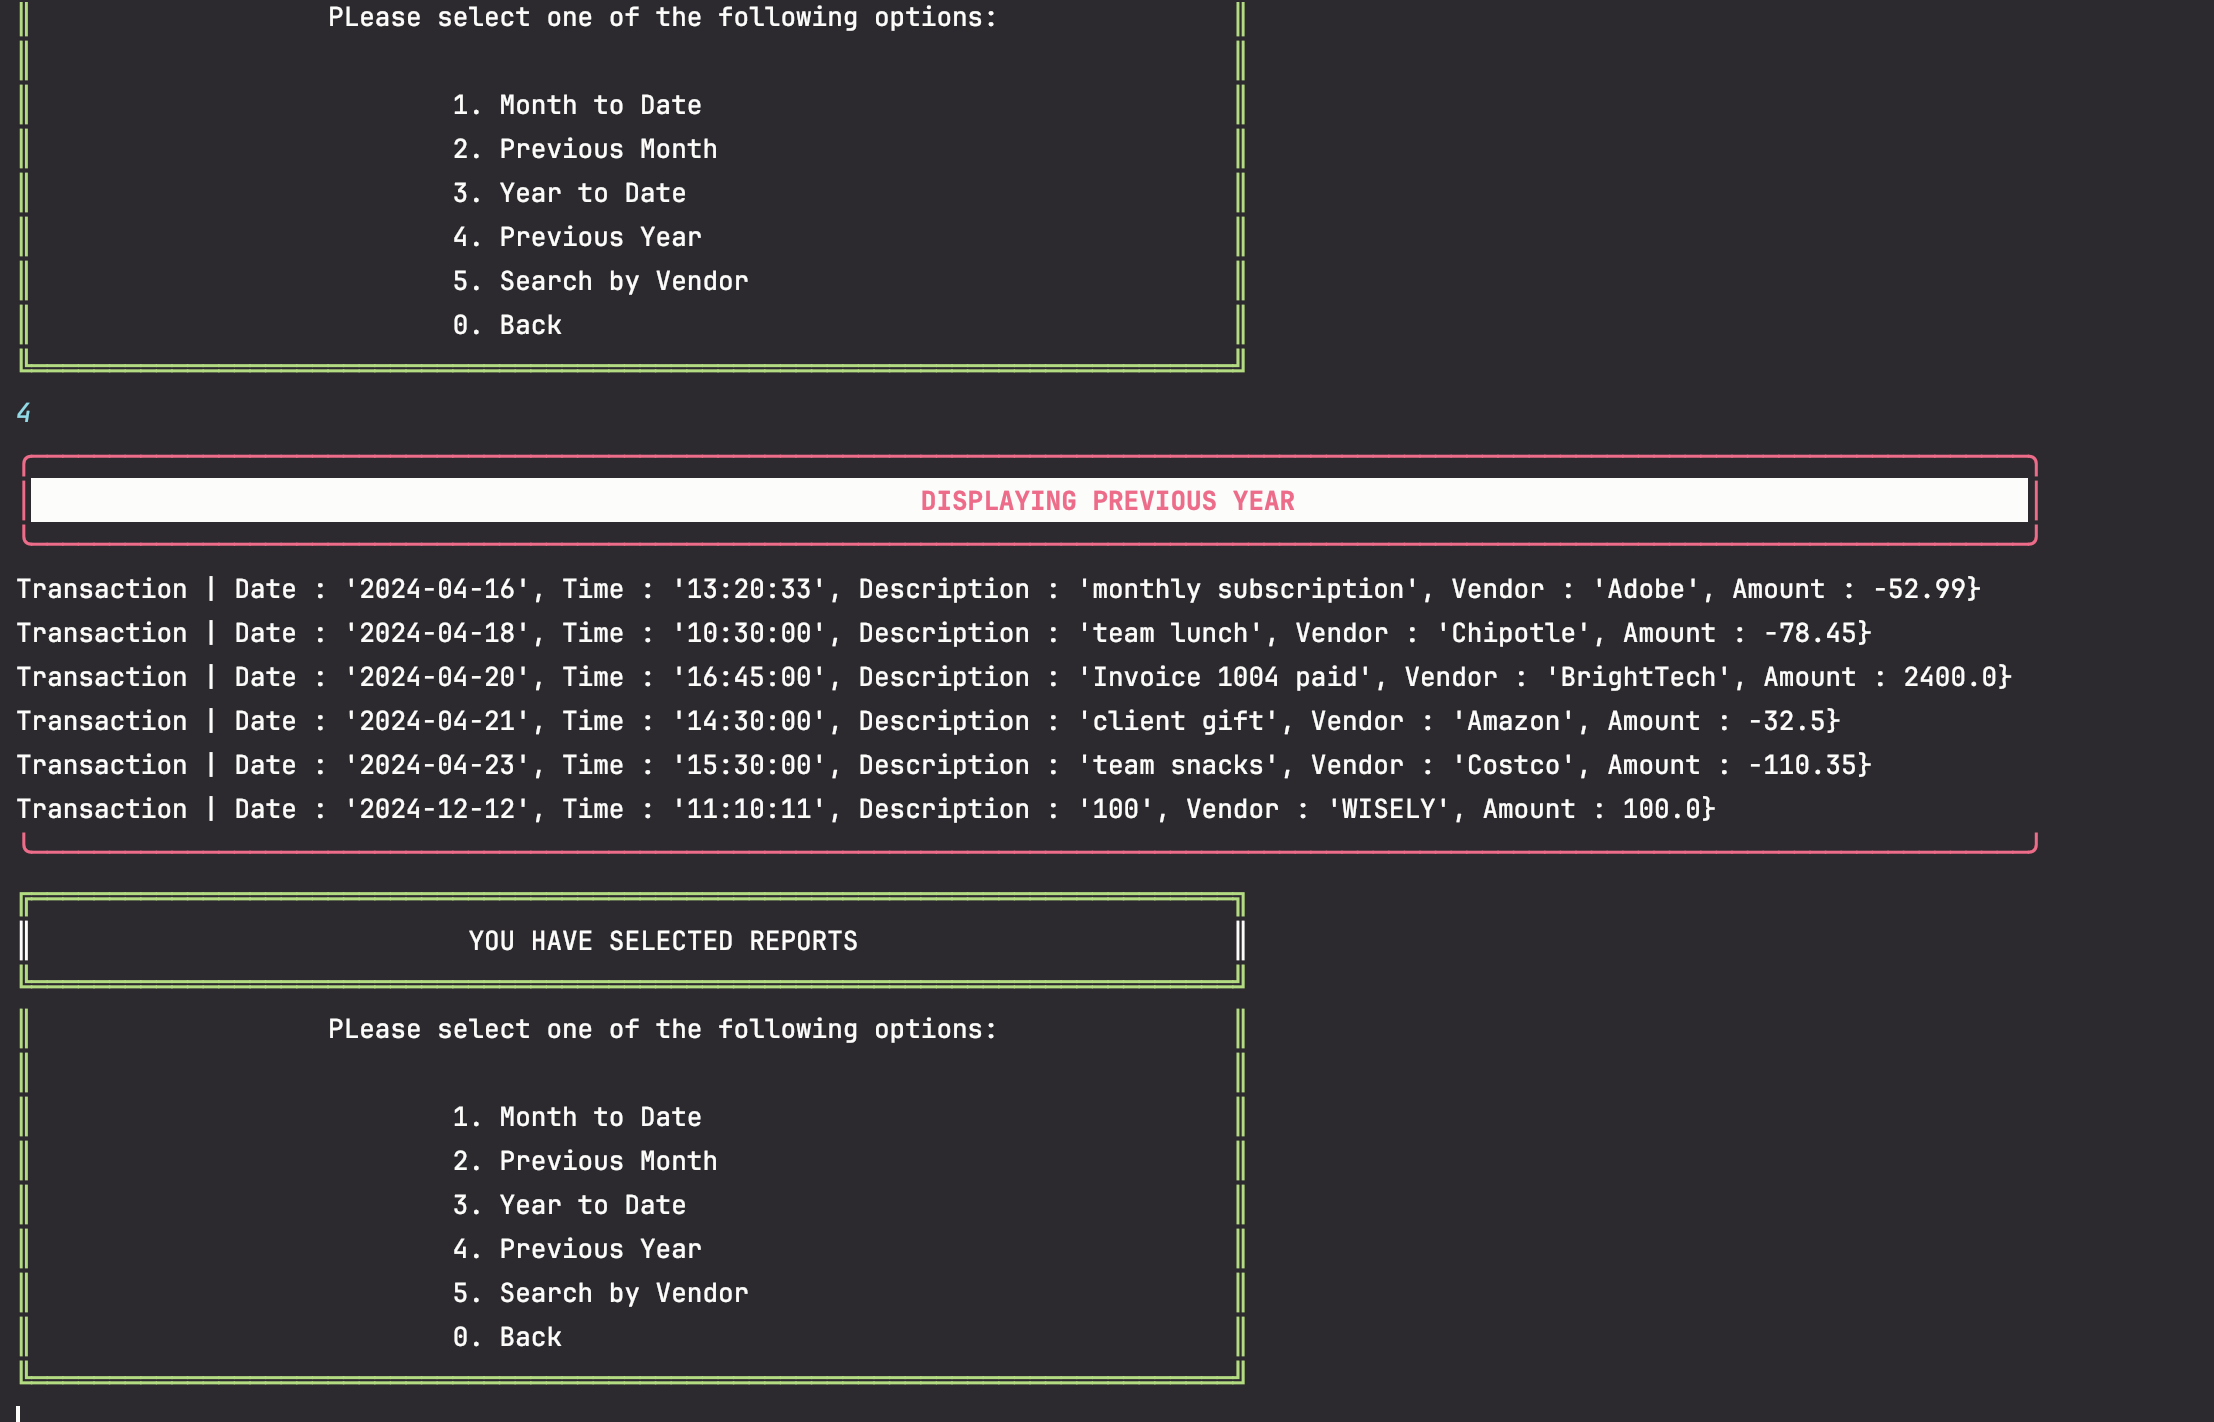 PLease select one of the following options:
1. Month to Date
2. Previous Month
3. Year to Date
4. Previous Year
5. Search by Vendor
0. Back
4
DISPLAYING PREVIOUS YEAR
Transaction | Date : '2024-04-16', Time : '13:20:33', Description : 'monthly subscription', Vendor : 'Adobe', Amount : -52.99}
Transaction | Date : '2024-04-18', Time : '10:30:00', Description : 'team lunch', Vendor : 'Chipotle', Amount : -78.45}
Transaction | Date : '2024-04-20', Time : '16:45:00', Description : 'Invoice 1004 paid', Vendor : 'BrightTech', Amount : 2400.0}
Transaction | Date : '2024-04-21', Time : '14:30:00', Description : 'client gift', Vendor : 'Amazon', Amount : -32.5}
Transaction | Date : '2024-04-23', Time : '15:30:00', Description : 'team snacks', Vendor : 'Costco', Amount : -110.35}
Transaction | Date : '2024-12-12', Time : '11:10:11', Description : '100', Vendor : 'WISELY', Amount : 100.0}
YOU HAVE SELECTED REPORTS
PLease select one of the following options:
1. Month to Date
2. Previous Month
3. Year to Date
4. Previous Year
5. Search by Vendor
0. Back